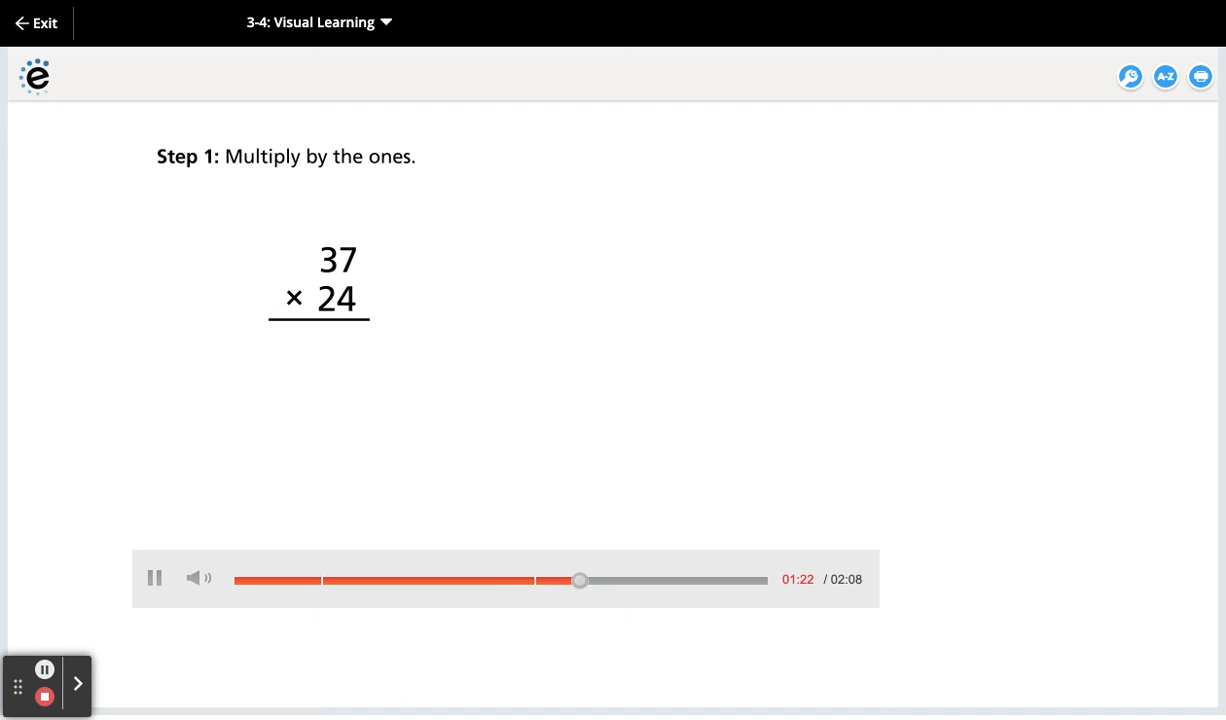 Exit
3-4: Visual Learning
e
A-Z
Step 1: Multiply by the ones.
37
× 24
01:22 / 02:08